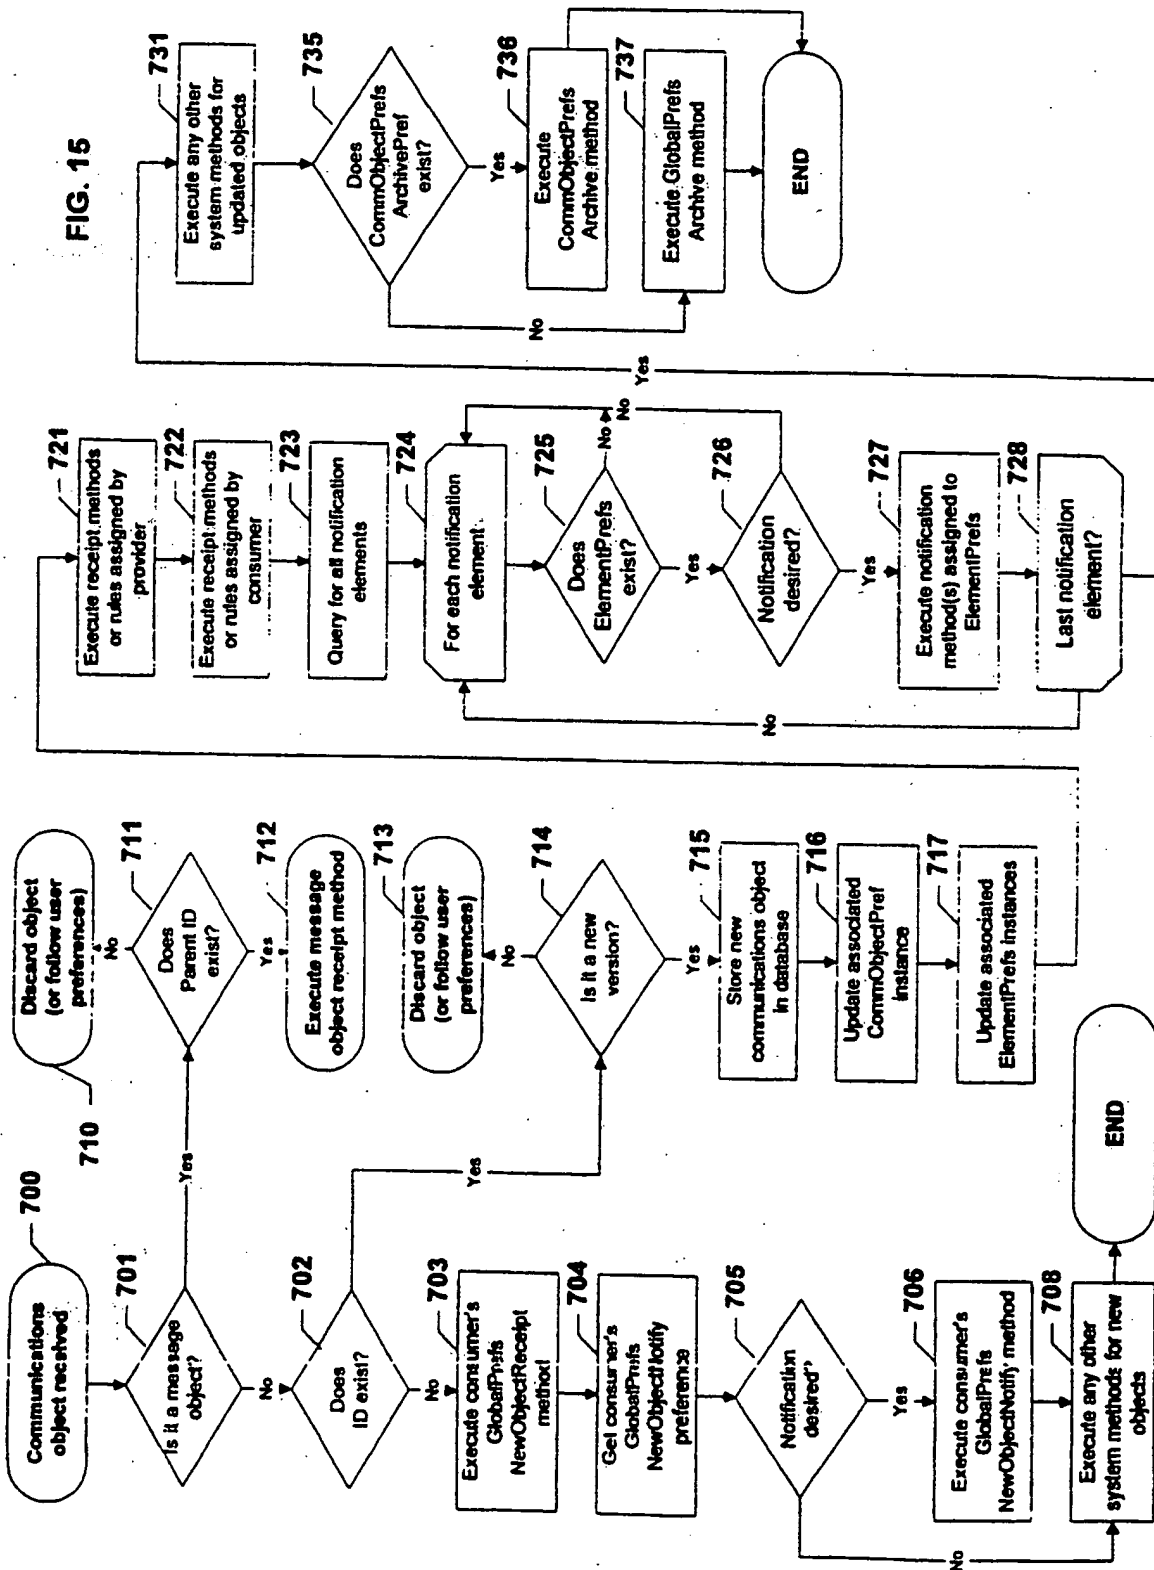 FIG. 15
700
Communications
object received
701
Is it a message
object?
Yes
No
702
Does
ID exist?
Yes
No
703
Execute consumer's
GlobalPrefs
NewObjectReceipt
method
704
Get consumer's
GlobalPrefs
NewObjectNotify
preference
705
Notification
desired?
Yes
No
706
Execute consumer's
GlobalPrefs
NewObjectNotify method
708
Execute any other
system methods for new
objects
END
710
Discard object
(or follow user
preferences)
No
711
Does
Parent ID
exist?
Yes
712
Execute message
object receipt method
713
Discard object
(or follow user
preferences)
No
714
Is it a new
version?
Yes
715
Store new
communications object
in database
716
Update associated
CommObjectPref
instance
717
Update associated
ElementPrefs instances
721
Execute receipt methods
or rules assigned by
provider
722
Execute receipt methods
or rules assigned by
consumer
723
Query for all notification
elements
724
For each notification
element
725
Does
ElementPrefs
exist?
No
No
Yes
726
Notification
desired?
Yes
727
Execute notification
method(s) assigned to
ElementPrefs
728
Last notification
element?
No
Yes
731
Execute any other
system methods for
updated objects
735
Does
CommObjectPrefs
ArchivePref
exist?
Yes
No
736
Execute
CommObjectPrefs
Archive method
737
Execute GlobalPrefs
Archive method
END